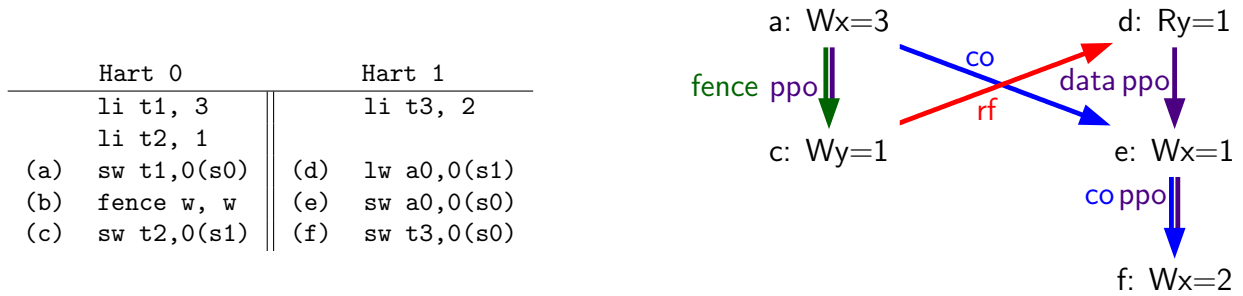 Hart 0 Hart 1
li t1, 3 li t3, 2
li t2, 1
(a) sw t1,0(s0) (d) lw a0,0(s1)
(b) fence w, w (e) sw a0,0(s0)
(c) sw t2,0(s1) (f) sw t3,0(s0)
a: Wx=3 d: Ry=1
co
fence ppo data ppo
rf
c: Wy=1 e: Wx=1
co ppo
f: Wx=2